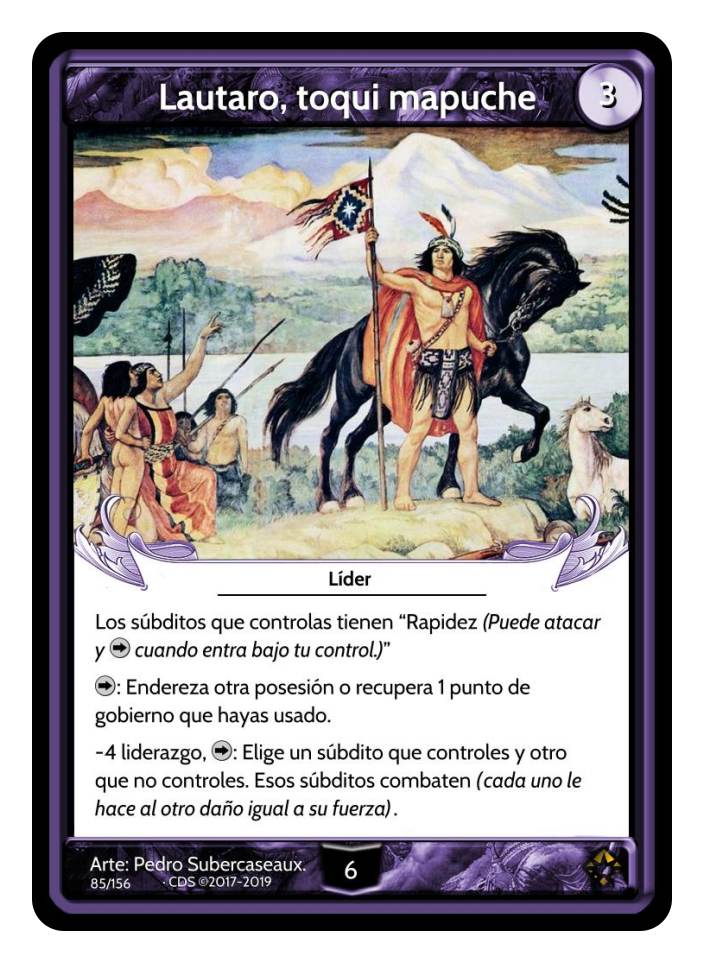 Lautaro, toqui mapuche
3
Líder
Los súbditos que controlas tienen “Rapidez (Puede atacar
y ➡ cuando entra bajo tu control.)”
➡: Endereza otra posesión o recupera 1 punto de
gobierno que hayas usado.
-4 liderazgo, ➡: Elige un súbdito que controles y otro
que no controles. Esos súbditos combaten (cada uno le
hace al otro daño igual a su fuerza).
Arte: Pedro Subercaseaux.
85/156 · CDS ©2017-2019
6